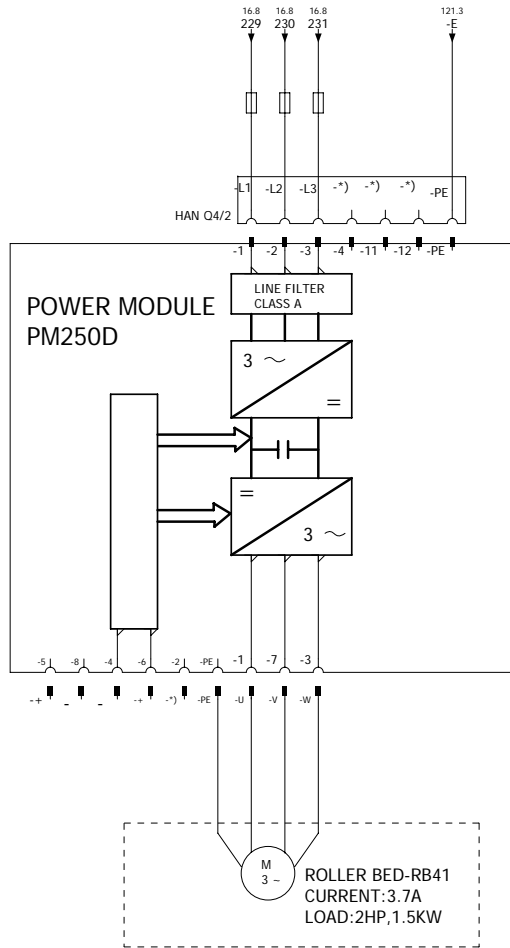 16.8 16.8 16.8 121.3
229 230 231 -E
-L1 -L2 -L3 -*) -*) -*) -PE
HAN Q4/2
-1 -2 -3 -4 -11 -12 -PE
LINE FILTER
CLASS A
POWER MODULE
PM250D
3 ~
=
=
3 ~
-5 -8 -4 -6 -2 -PE -1 -7 -3
-+ - - -+ -*) -PE -U -V -W
M
3 ~
ROLLER BED-RB41
CURRENT:3.7A
LOAD:2HP,1.5KW